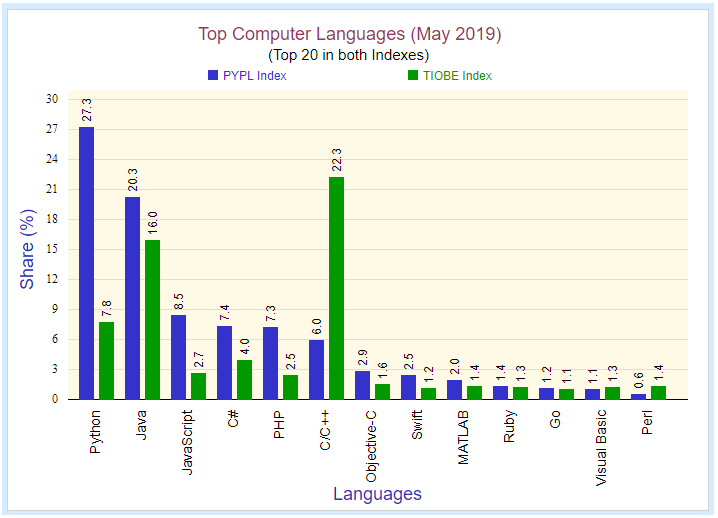 Top Computer Languages (May 2019)
(Top 20 in both Indexes)
PYPL Index
TIOBE Index
Share (%)
30
27
24
21
18
15
12
9
6
3
0
27.3
7.8
20.3
16.0
8.5
2.7
7.4
4.0
7.3
2.5
6.0
22.3
2.9
1.6
2.5
1.2
2.0
1.4
1.4
1.3
1.2
1.1
1.1
1.3
0.6
1.4
Python
Java
JavaScript
C#
PHP
C/C++
Objective-C
Swift
MATLAB
Ruby
Go
Visual Basic
Perl
Languages